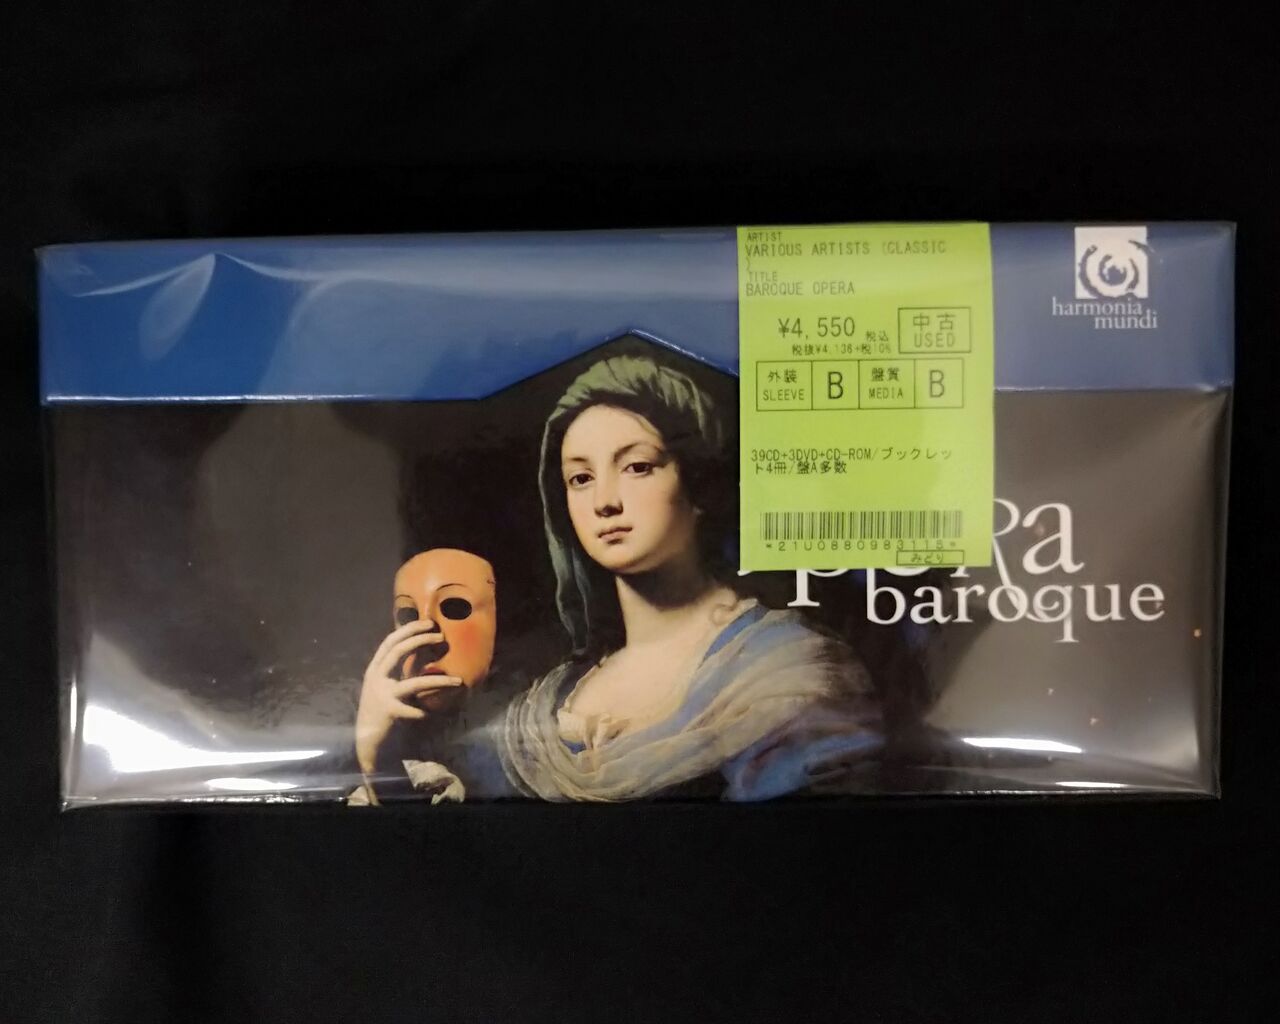 ARTIST
VARIOUS ARTISTS (CLASSIC
)
TITLE
BAROQUE OPERA
¥4,550 税込
税抜¥4,136+税10%
中古
USED
外装
SLEEVE
B
盤質
MEDIA
B
39CD+3DVD+CD-ROM/ブックレッ
ト4冊/盤A多数
*21U0880983115*
みどり
harmonia
mundi
opeRa
baroque